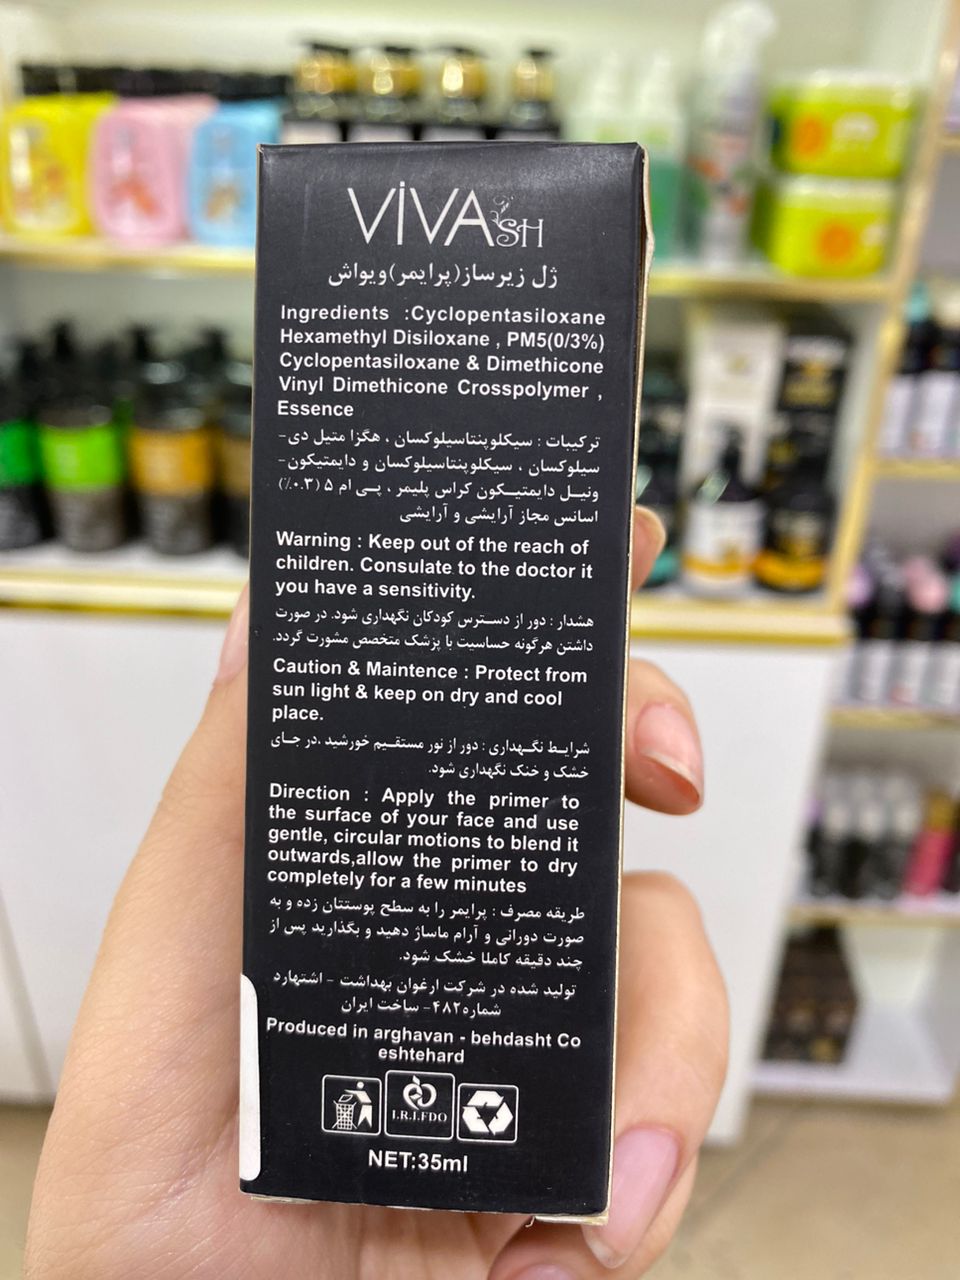 ViVASH
ژل زیرساز(پرایمر)ویواش
Ingredients :Cyclopentasiloxane
Hexamethyl Disiloxane , PM5(0/3%)
Cyclopentasiloxane & Dimethicone
Vinyl Dimethicone Crosspolymer ,
Essence
ترکیبات : سیکلوپنتاسیلوکسان ، هگزا متیل دی-
سیلوکسان ، سیکلوپنتاسیلوکسان و دایمتیکون-
ونیل دایمتیکون کراس پلیمر ، پی ام ۵ (۰.۳٪)
اسانس مجاز آرایشی و آرایشی
Warning : Keep out of the reach of
children. Consulate to the doctor it
you have a sensitivity.
هشدار : دور از دسترس کودکان نگهداری شود. در صورت
داشتن هرگونه حساسیت با پزشک متخصص مشورت گردد.
Caution & Maintence : Protect from
sun light & keep on dry and cool
place.
شرایط نگهداری : دور از نور مستقیم خورشید ،در جای
خشک و خنک نگهداری شود.
Direction : Apply the primer to
the surface of your face and use
gentle, circular motions to blend it
outwards,allow the primer to dry
completely for a few minutes
طریقه مصرف : پرایمر را به سطح پوستتان زده و به
صورت دورانی و آرام ماساژ دهید و بگذارید پس از
چند دقیقه کاملا خشک شود.
تولید شده در شرکت ارغوان بهداشت - اشتهارد
شماره۴۸۲- ساخت ایران
Produced in arghavan - behdasht Co
eshtehard
I.R.I.FDO
NET:35ml